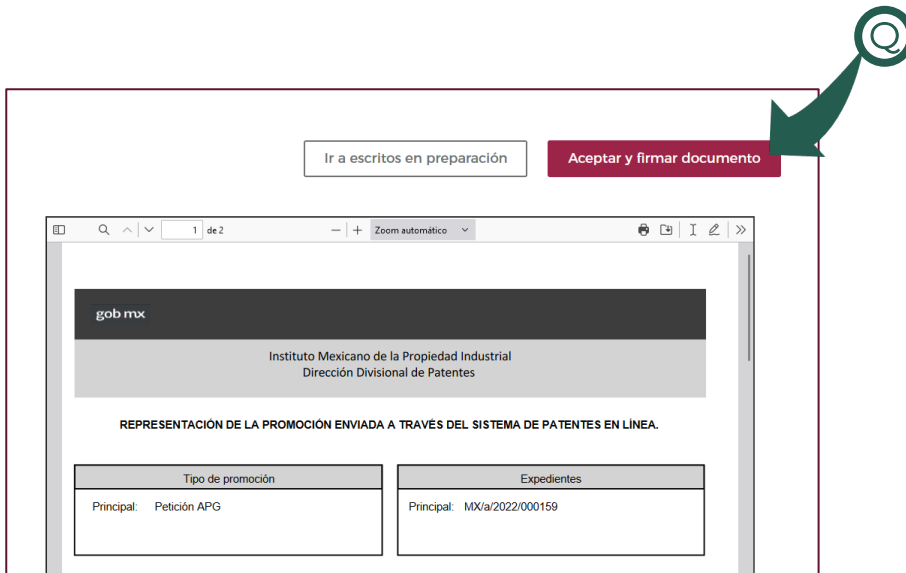 Q
Ir a escritos en preparación
Aceptar y firmar documento
1 de 2
Zoom automático
gob mx
Instituto Mexicano de la Propiedad Industrial
Dirección Divisional de Patentes
REPRESENTACIÓN DE LA PROMOCIÓN ENVIADA A TRAVÉS DEL SISTEMA DE PATENTES EN LÍNEA.
Tipo de promoción
Principal: Petición APG
Expedientes
Principal: MX/a/2022/000159